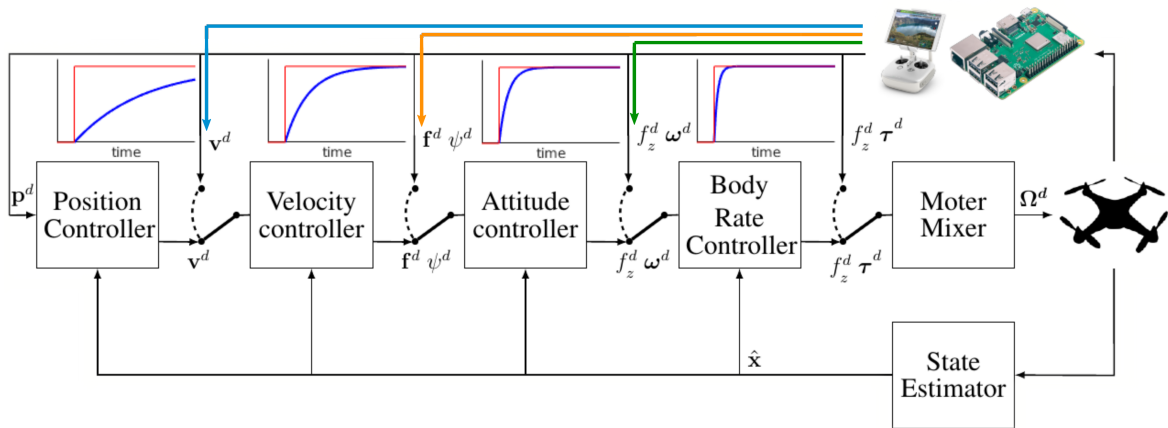 time
time
time
time
v^d
f^d ψ^d
f_z^d ω^d
f_z^d τ^d
p^d
Position
Controller
Velocity
controller
Attitude
controller
Body
Rate
Controller
Moter
Mixer
Ω^d
v^d
f^d ψ^d
f_z^d ω^d
f_z^d τ^d
x̂
State
Estimator